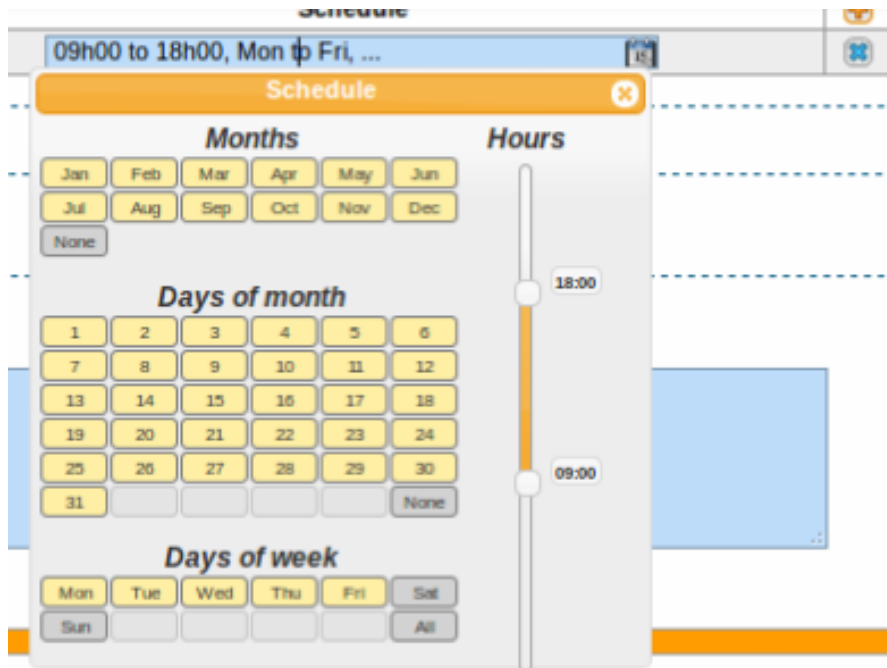 Schedule
09h00 to 18h00, Mon to Fri, ...
15
Schedule
Months
Jan Feb Mar Apr May Jun
Jul Aug Sep Oct Nov Dec
None
Days of month
1 2 3 4 5 6
7 8 9 10 11 12
13 14 15 16 17 18
19 20 21 22 23 24
25 26 27 28 29 30
31 None
Days of week
Mon Tue Wed Thu Fri Sat
Sun All
Hours
18:00
09:00